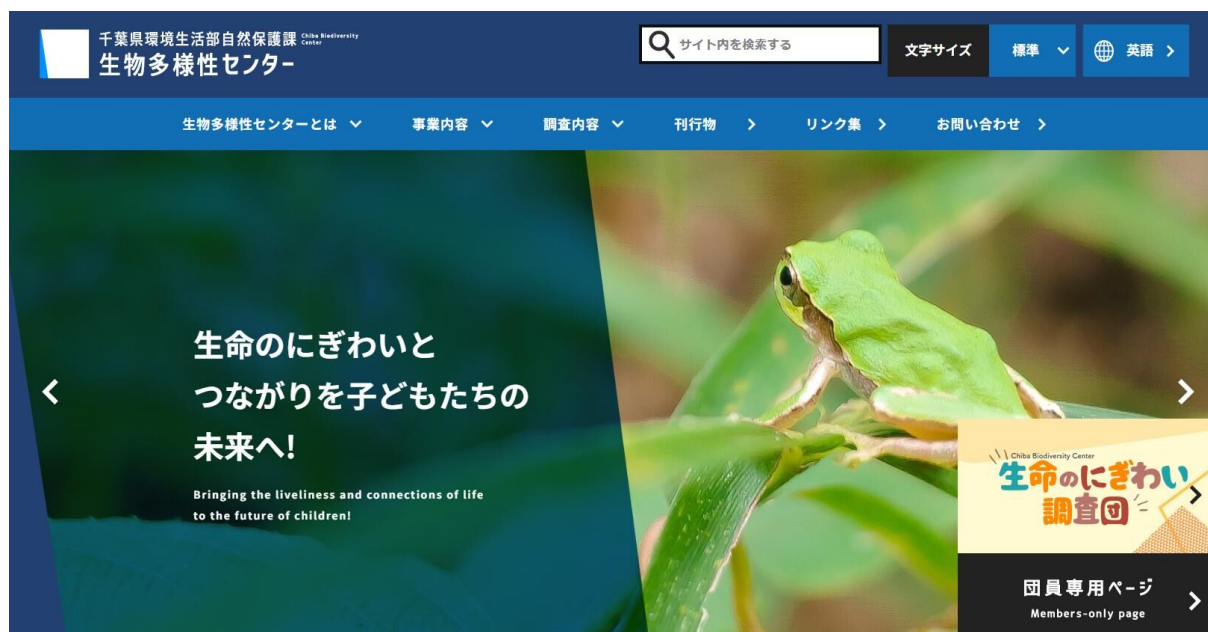 千葉県環境生活部自然保護課 Chiba Biodiversity Center
生物多様性センター
サイト内を検索する
文字サイズ
標準
英語
生物多様性センターとは
事業内容
調査内容
刊行物
リンク集
お問い合わせ
生命のにぎわいと
つながりを子どもたちの
未来へ!
Bringing the liveliness and connections of life
to the future of children!
Chiba Biodiversity Center
生命のにぎわい
調査団
団員専用ページ
Members-only page